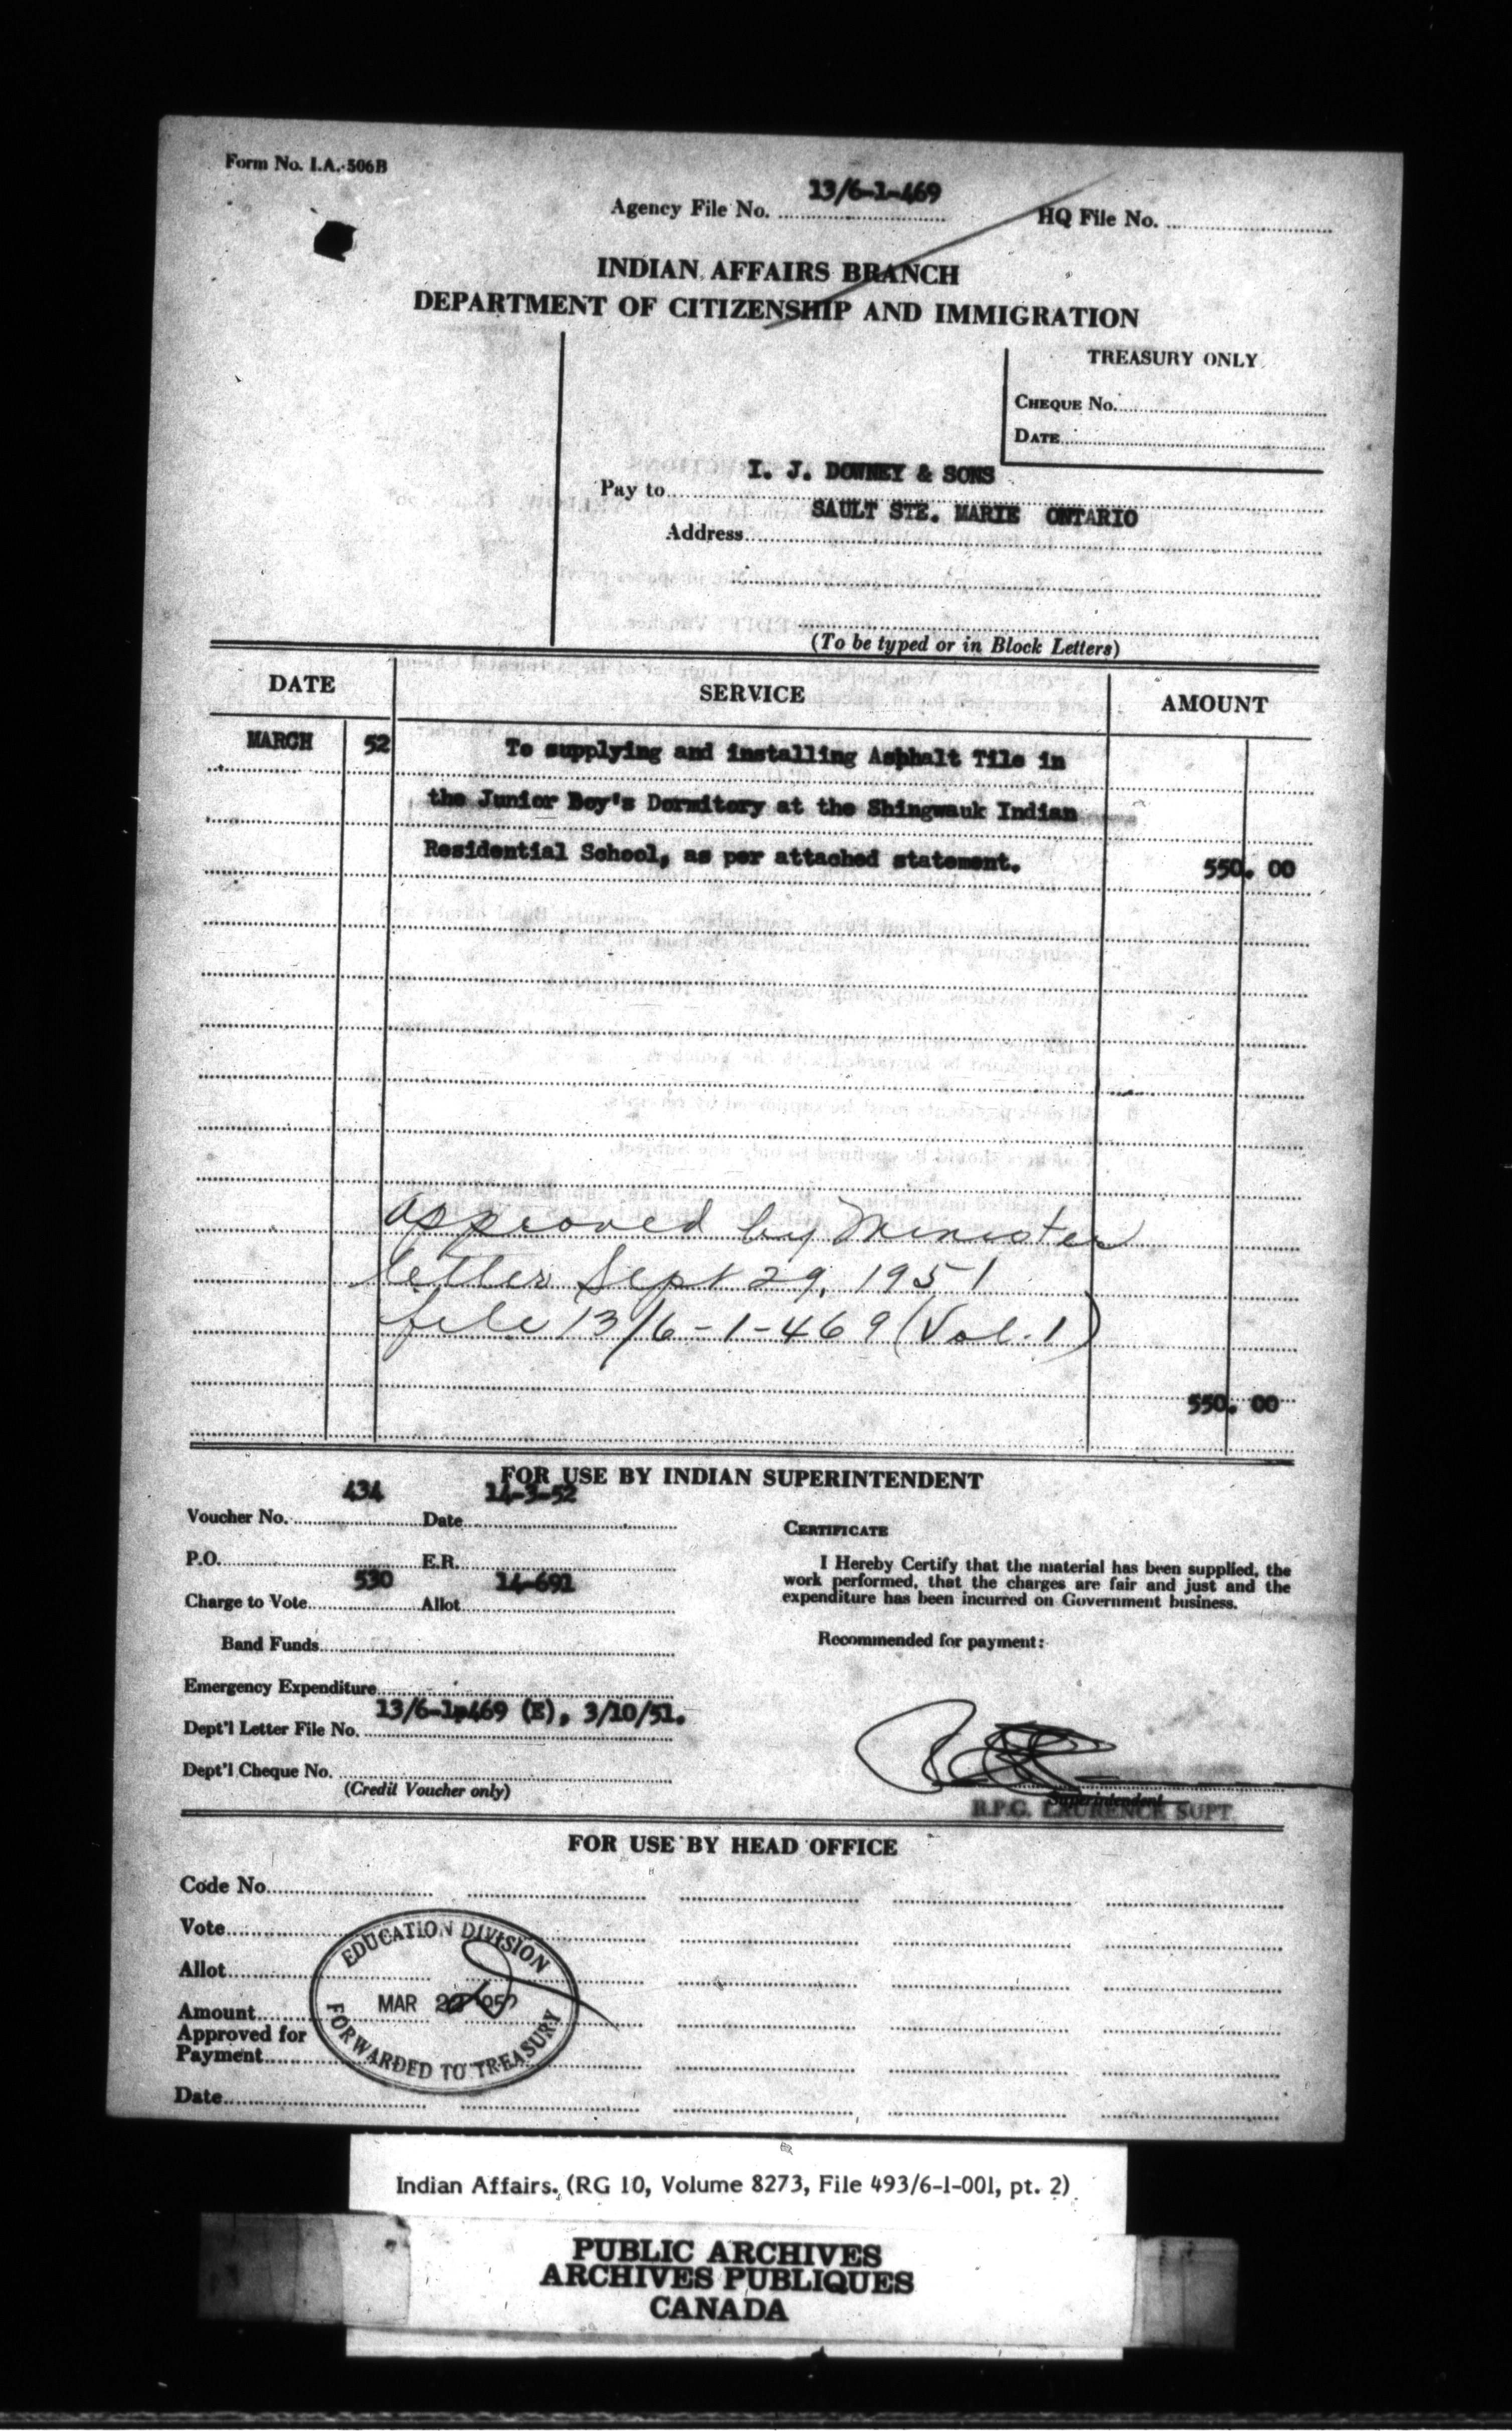 Form No. I.A.-506B
Agency File No. 13/6-1-469 HQ File No.
INDIAN AFFAIRS BRANCH
DEPARTMENT OF CITIZENSHIP AND IMMIGRATION
TREASURY ONLY
CHEQUE No.
DATE
Pay to I. J. DOWNEY & SONS
Address SAULT STE. MARIE ONTARIO
(To be typed or in Block Letters)
DATE SERVICE AMOUNT
MARCH 52 To supplying and installing Asphalt Tile in
the Junior Boy's Dormitory at the Shingwauk Indian
Residential School, as per attached statement. 550. 00
approved by Minister
letter Sept 29, 1951
file 13/6-1-469 (Vol. 1)
550. 00
FOR USE BY INDIAN SUPERINTENDENT
Voucher No. 434 Date 14-3-52
P.O. E.R.
Charge to Vote 530 Allot. 14-691
Band Funds
Emergency Expenditure
Dept'l Letter File No. 13/6-1-469 (E), 3/10/51.
Dept'l Cheque No.
(Credit Voucher only)
CERTIFICATE
I Hereby Certify that the material has been supplied, the
work performed, that the charges are fair and just and the
expenditure has been incurred on Government business.
Recommended for payment:
Superintendent
R.P.G. LAURENCE SUPT
FOR USE BY HEAD OFFICE
Code No.
Vote
Allot.
Amount
Approved for
Payment
Date
EDUCATION DIVISION
MAR
FORWARDED TO TREASURY
Indian Affairs. (RG 10, Volume 8273, File 493/6-1-001, pt. 2)
PUBLIC ARCHIVES
ARCHIVES PUBLIQUES
CANADA